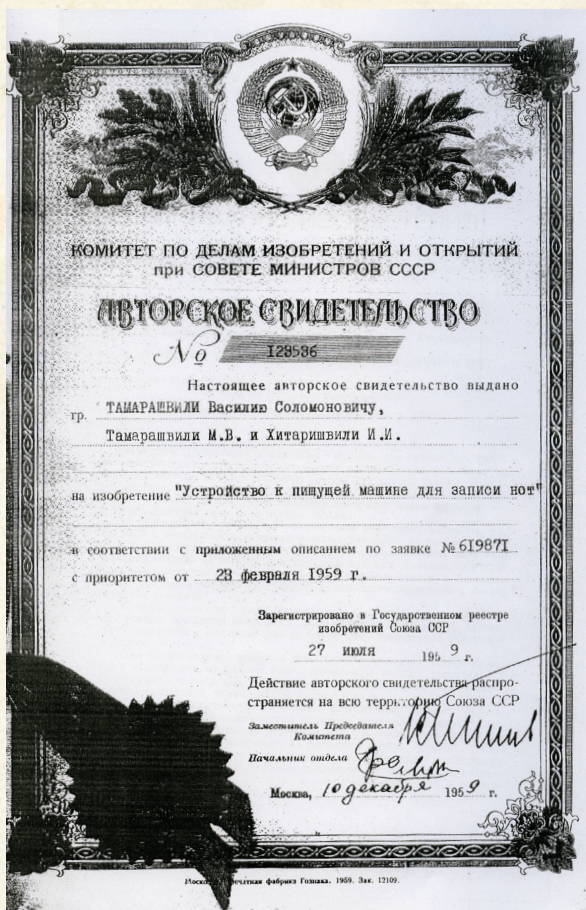 КОМИТЕТ ПО ДЕЛАМ ИЗОБРЕТЕНИЙ И ОТКРЫТИЙ
при СОВЕТЕ МИНИСТРОВ СССР
АВТОРСКОЕ СВИДЕТЕЛЬСТВО
№ 123536
Настоящее авторское свидетельство выдано
гр. ТАМАРАШВИЛИ Василию Соломоновичу,
Тамарашвили М.В. и Хитаришвили И.И.
на изобретение "Устройство к пишущей машине для записи нот"
в соответствии с приложенным описанием по заявке № 619871
с приоритетом от 23 февраля 1959 г.
Зарегистрировано в Государственном реестре
изобретений Союза ССР
27 июля 1959 г.
Действие авторского свидетельства распро-
страняется на всю территорию Союза ССР
Заместитель Председателя
Комитета
Начальник отдела
Москва, 10 декабря 1959 г.
фабрика Гознака. 1959. Зак. 12109.